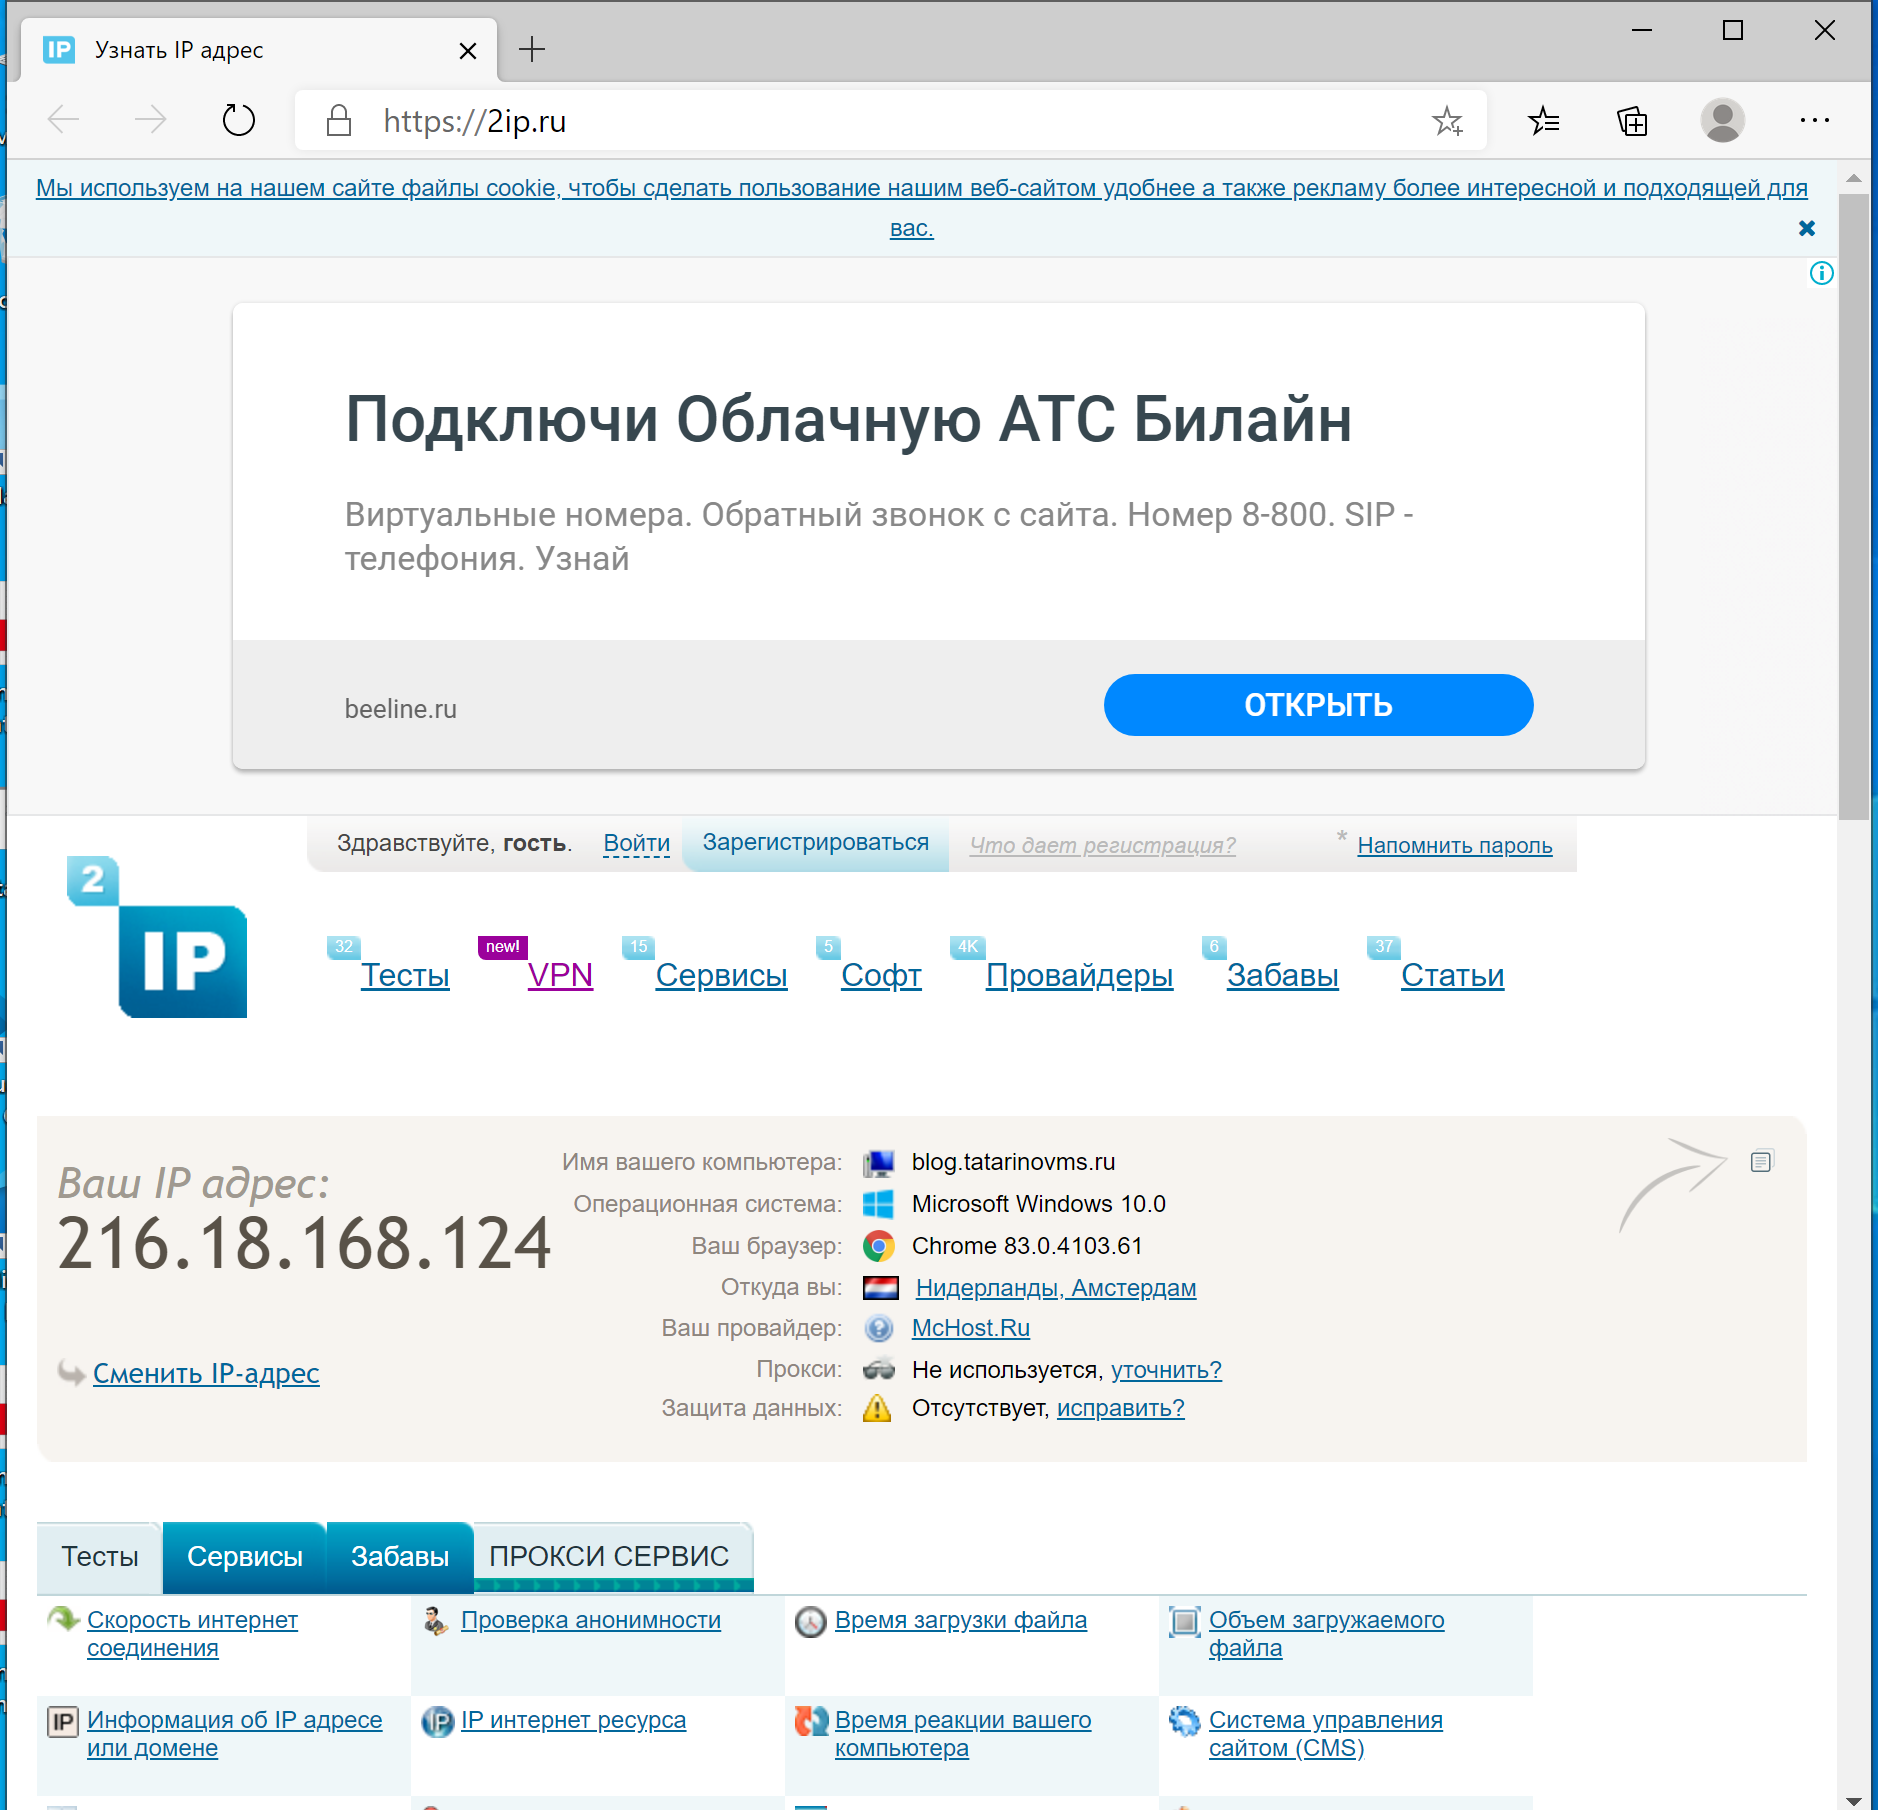 Узнать IP адрес
https://2ip.ru
Мы используем на нашем сайте файлы cookie, чтобы сделать пользование нашим веб-сайтом удобнее а также рекламу более интересной и подходящей для
вас.
Подключи Облачную АТС Билайн
Виртуальные номера. Обратный звонок с сайта. Номер 8-800. SIP -
телефония. Узнай
beeline.ru
ОТКРЫТЬ
Здравствуйте, гость. Войти Зарегистрироваться Что дает регистрация? * Напомнить пароль
2
IP
32 Тесты new! VPN 15 Сервисы 5 Софт 4K Провайдеры 6 Забавы 37 Статьи
Ваш IP адрес:
216.18.168.124
Сменить IP-адрес
Имя вашего компьютера: blog.tatarinovms.ru
Операционная система: Microsoft Windows 10.0
Ваш браузер: Chrome 83.0.4103.61
Откуда вы: Нидерланды, Амстердам
Ваш провайдер: McHost.Ru
Прокси: Не используется, уточнить?
Защита данных: Отсутствует, исправить?
Тесты Сервисы Забавы ПРОКСИ СЕРВИС
Скорость интернет
соединения
Проверка анонимности
Время загрузки файла
Объем загружаемого
файла
Информация об IP адресе
или домене
IP интернет ресурса
Время реакции вашего
компьютера
Система управления
сайтом (CMS)